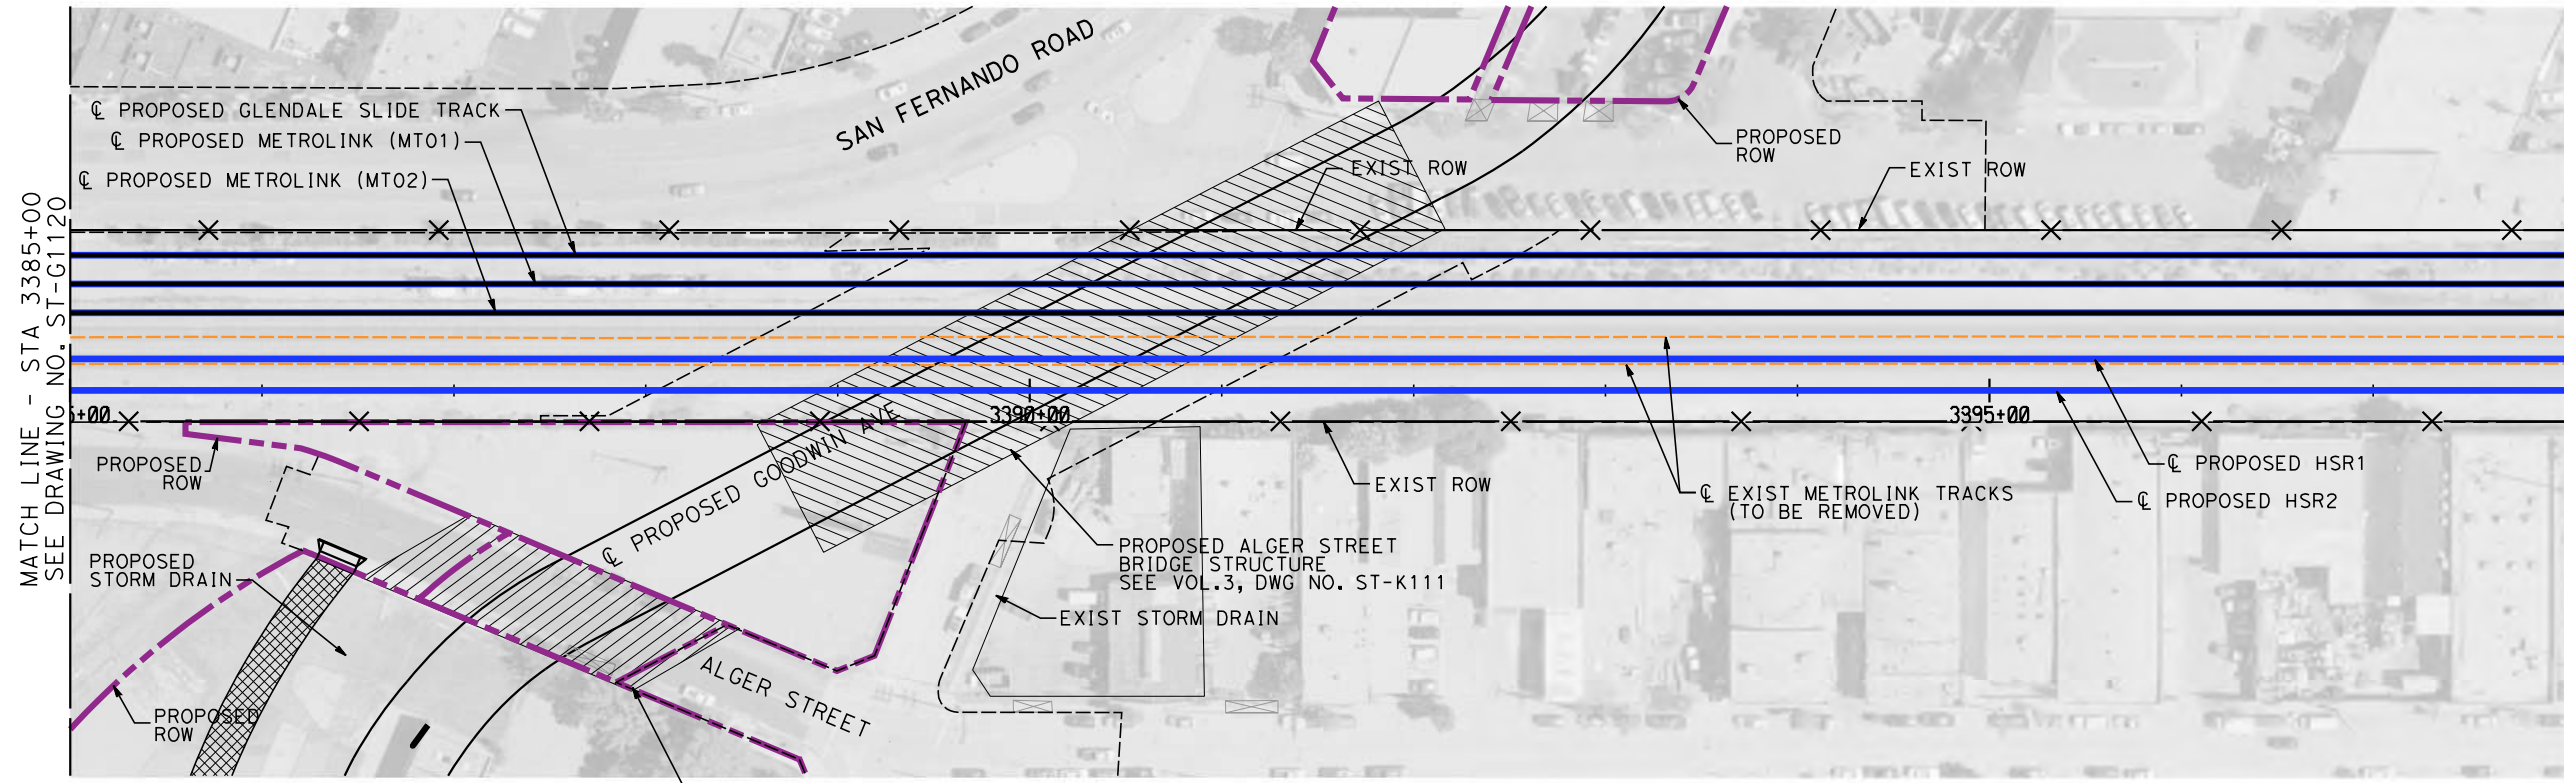 SAN FERNANDO ROAD
℄ PROPOSED GLENDALE SLIDE TRACK
℄ PROPOSED METROLINK (MT01)
℄ PROPOSED METROLINK (MT02)
PROPOSED
ROW
EXIST ROW
EXIST ROW
MATCH LINE - STA 3385+00
SEE DRAWING NO. ST-G1120
5+00
3390+00
3395+00
PROPOSED
ROW
℄ PROPOSED GOODWIN AVE
EXIST ROW
℄ PROPOSED HSR1
℄ EXIST METROLINK TRACKS
(TO BE REMOVED)
℄ PROPOSED HSR2
PROPOSED
STORM DRAIN
PROPOSED ALGER STREET
BRIDGE STRUCTURE
SEE VOL.3, DWG NO. ST-K111
EXIST STORM DRAIN
ALGER STREET
PROPOSED
ROW